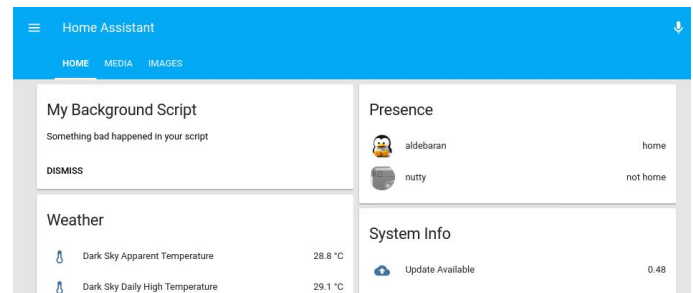 Home Assistant
HOME MEDIA IMAGES
My Background Script
Something bad happened in your script
DISMISS
Weather
Dark Sky Apparent Temperature 28.8 °C
Dark Sky Daily High Temperature 29.1 °C
Presence
aldebaran home
nutty not home
System Info
Update Available 0.48